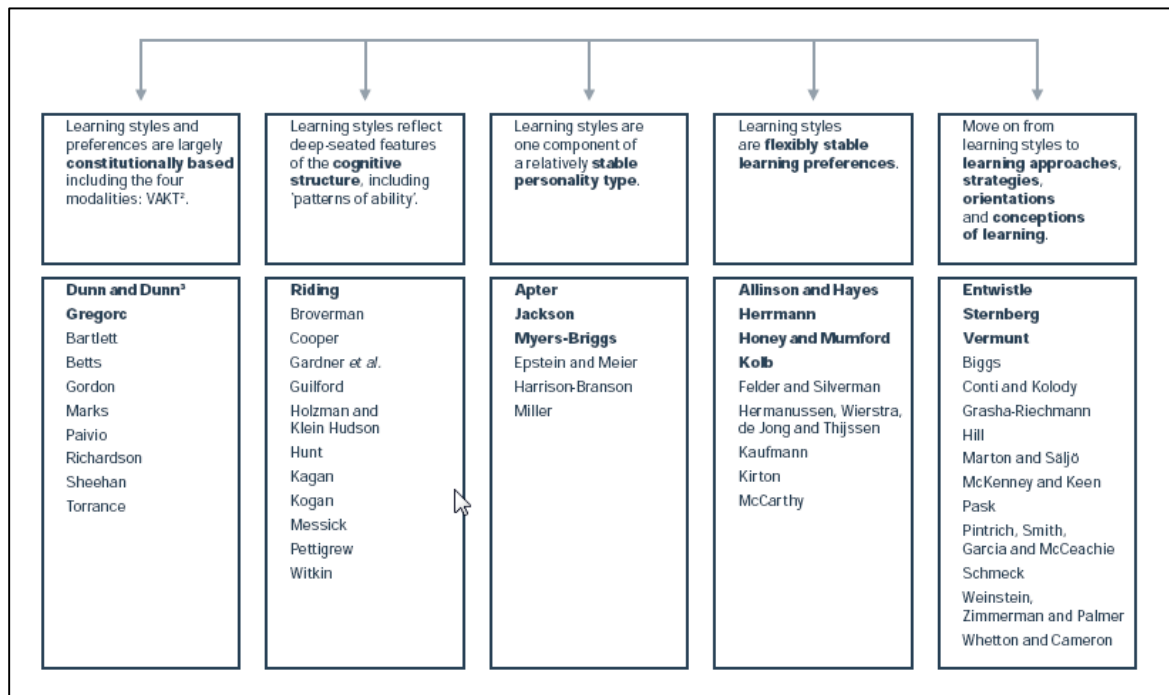 Learning styles and
preferences are largely
constitutionally based
including the four
modalities: VAKT².
Learning styles reflect
deep-seated features
of the cognitive
structure, including
'patterns of ability'.
Learning styles are
one component of
a relatively stable
personality type.
Learning styles
are flexibly stable
learning preferences.
Move on from
learning styles to
learning approaches,
strategies,
orientations
and conceptions
of learning.
Dunn and Dunn³
Gregorc
Bartlett
Betts
Gordon
Marks
Paivio
Richardson
Sheehan
Torrance
Riding
Broverman
Cooper
Gardner et al.
Guilford
Holzman and
Klein Hudson
Hunt
Kagan
Kogan
Messick
Pettigrew
Witkin
Apter
Jackson
Myers-Briggs
Epstein and Meier
Harrison-Branson
Miller
Allinson and Hayes
Herrmann
Honey and Mumford
Kolb
Felder and Silverman
Hermanussen, Wierstra,
de Jong and Thijssen
Kaufmann
Kirton
McCarthy
Entwistle
Sternberg
Vermunt
Biggs
Conti and Kolody
Grasha-Riechmann
Hill
Marton and Säljö
McKenney and Keen
Pask
Pintrich, Smith,
Garcia and McCeachie
Schmeck
Weinstein,
Zimmerman and Palmer
Whetton and Cameron